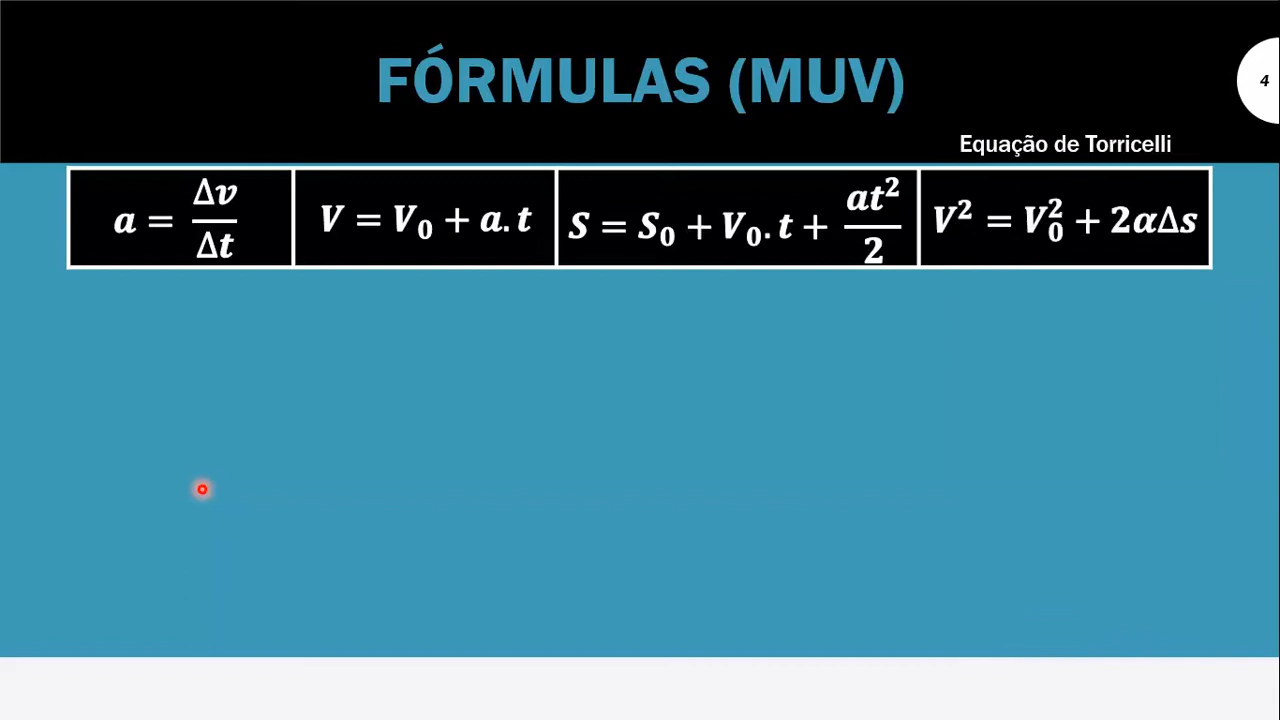 FÓRMULAS (MUV)
4
Equação de Torricelli
a = Δv/Δt
V = V₀ + a.t
S = S₀ + V₀.t + at²/2
V² = V₀² + 2αΔs